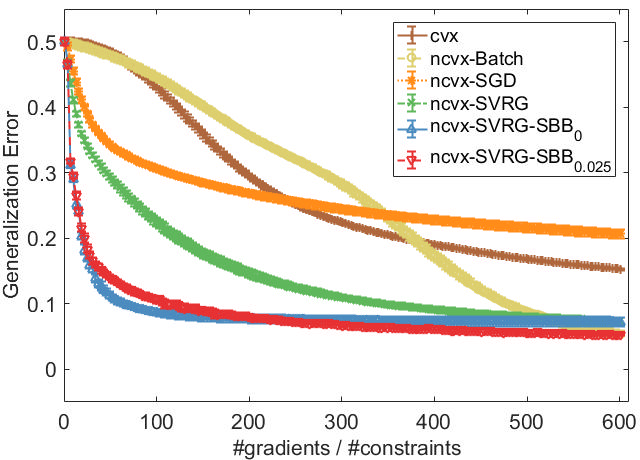 0.5
0.4
0.3
0.2
0.1
0
Generalization Error
cvx
ncvx-Batch
ncvx-SGD
ncvx-SVRG
ncvx-SVRG-SBB₀
ncvx-SVRG-SBB₀.₀₂₅
0 100 200 300 400 500 600
#gradients / #constraints